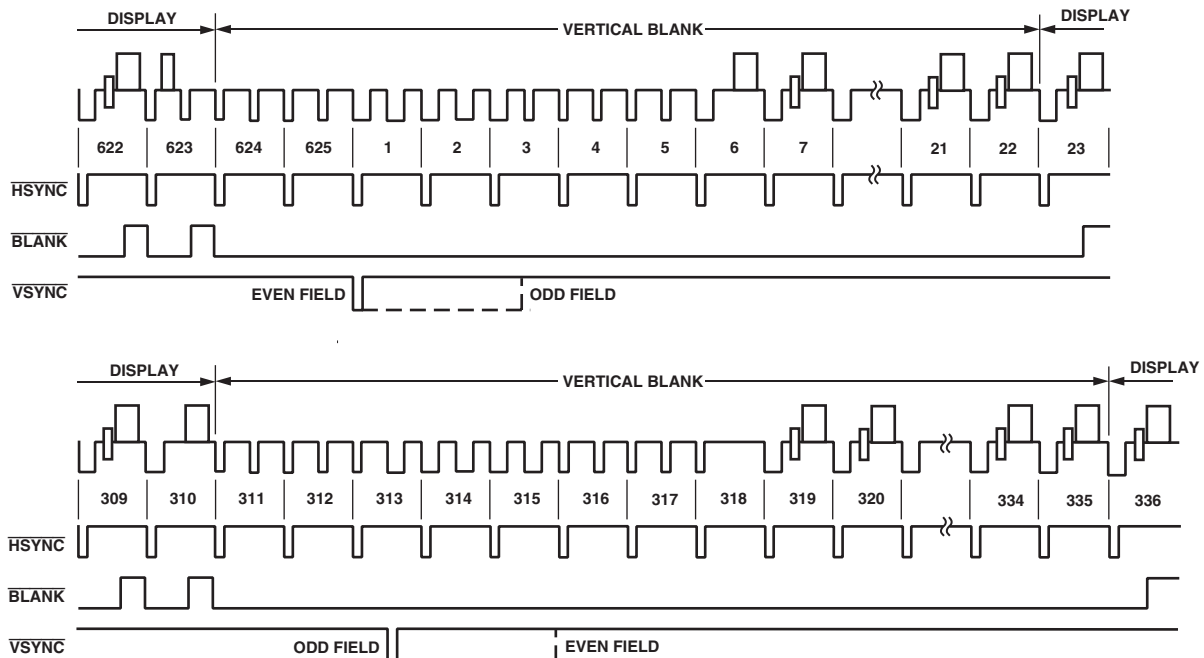 DISPLAY VERTICAL BLANK DISPLAY
622 623 624 625 1 2 3 4 5 6 7 21 22 23
HSYNC
BLANK
VSYNC EVEN FIELD ODD FIELD
DISPLAY VERTICAL BLANK DISPLAY
309 310 311 312 313 314 315 316 317 318 319 320 334 335 336
HSYNC
BLANK
VSYNC ODD FIELD EVEN FIELD